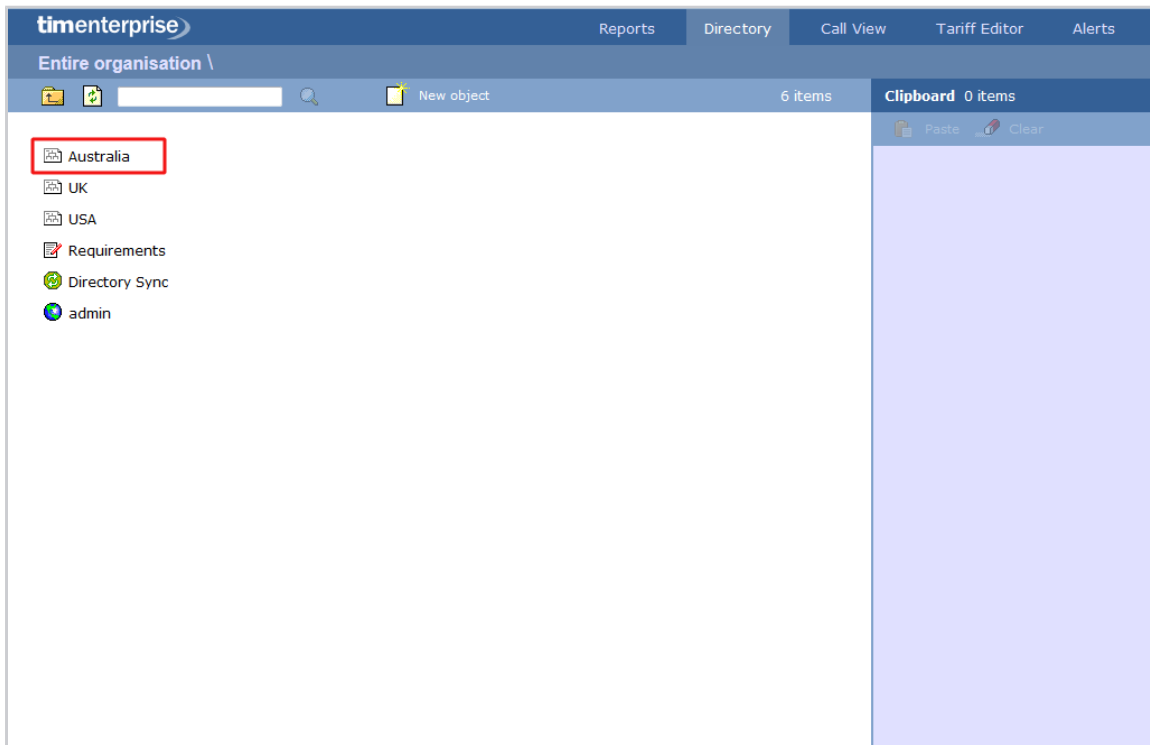 timenterprise
Reports Directory Call View Tariff Editor Alerts
Entire organisation \
New object 6 items Clipboard 0 items
Paste Clear
Australia
UK
USA
Requirements
Directory Sync
admin